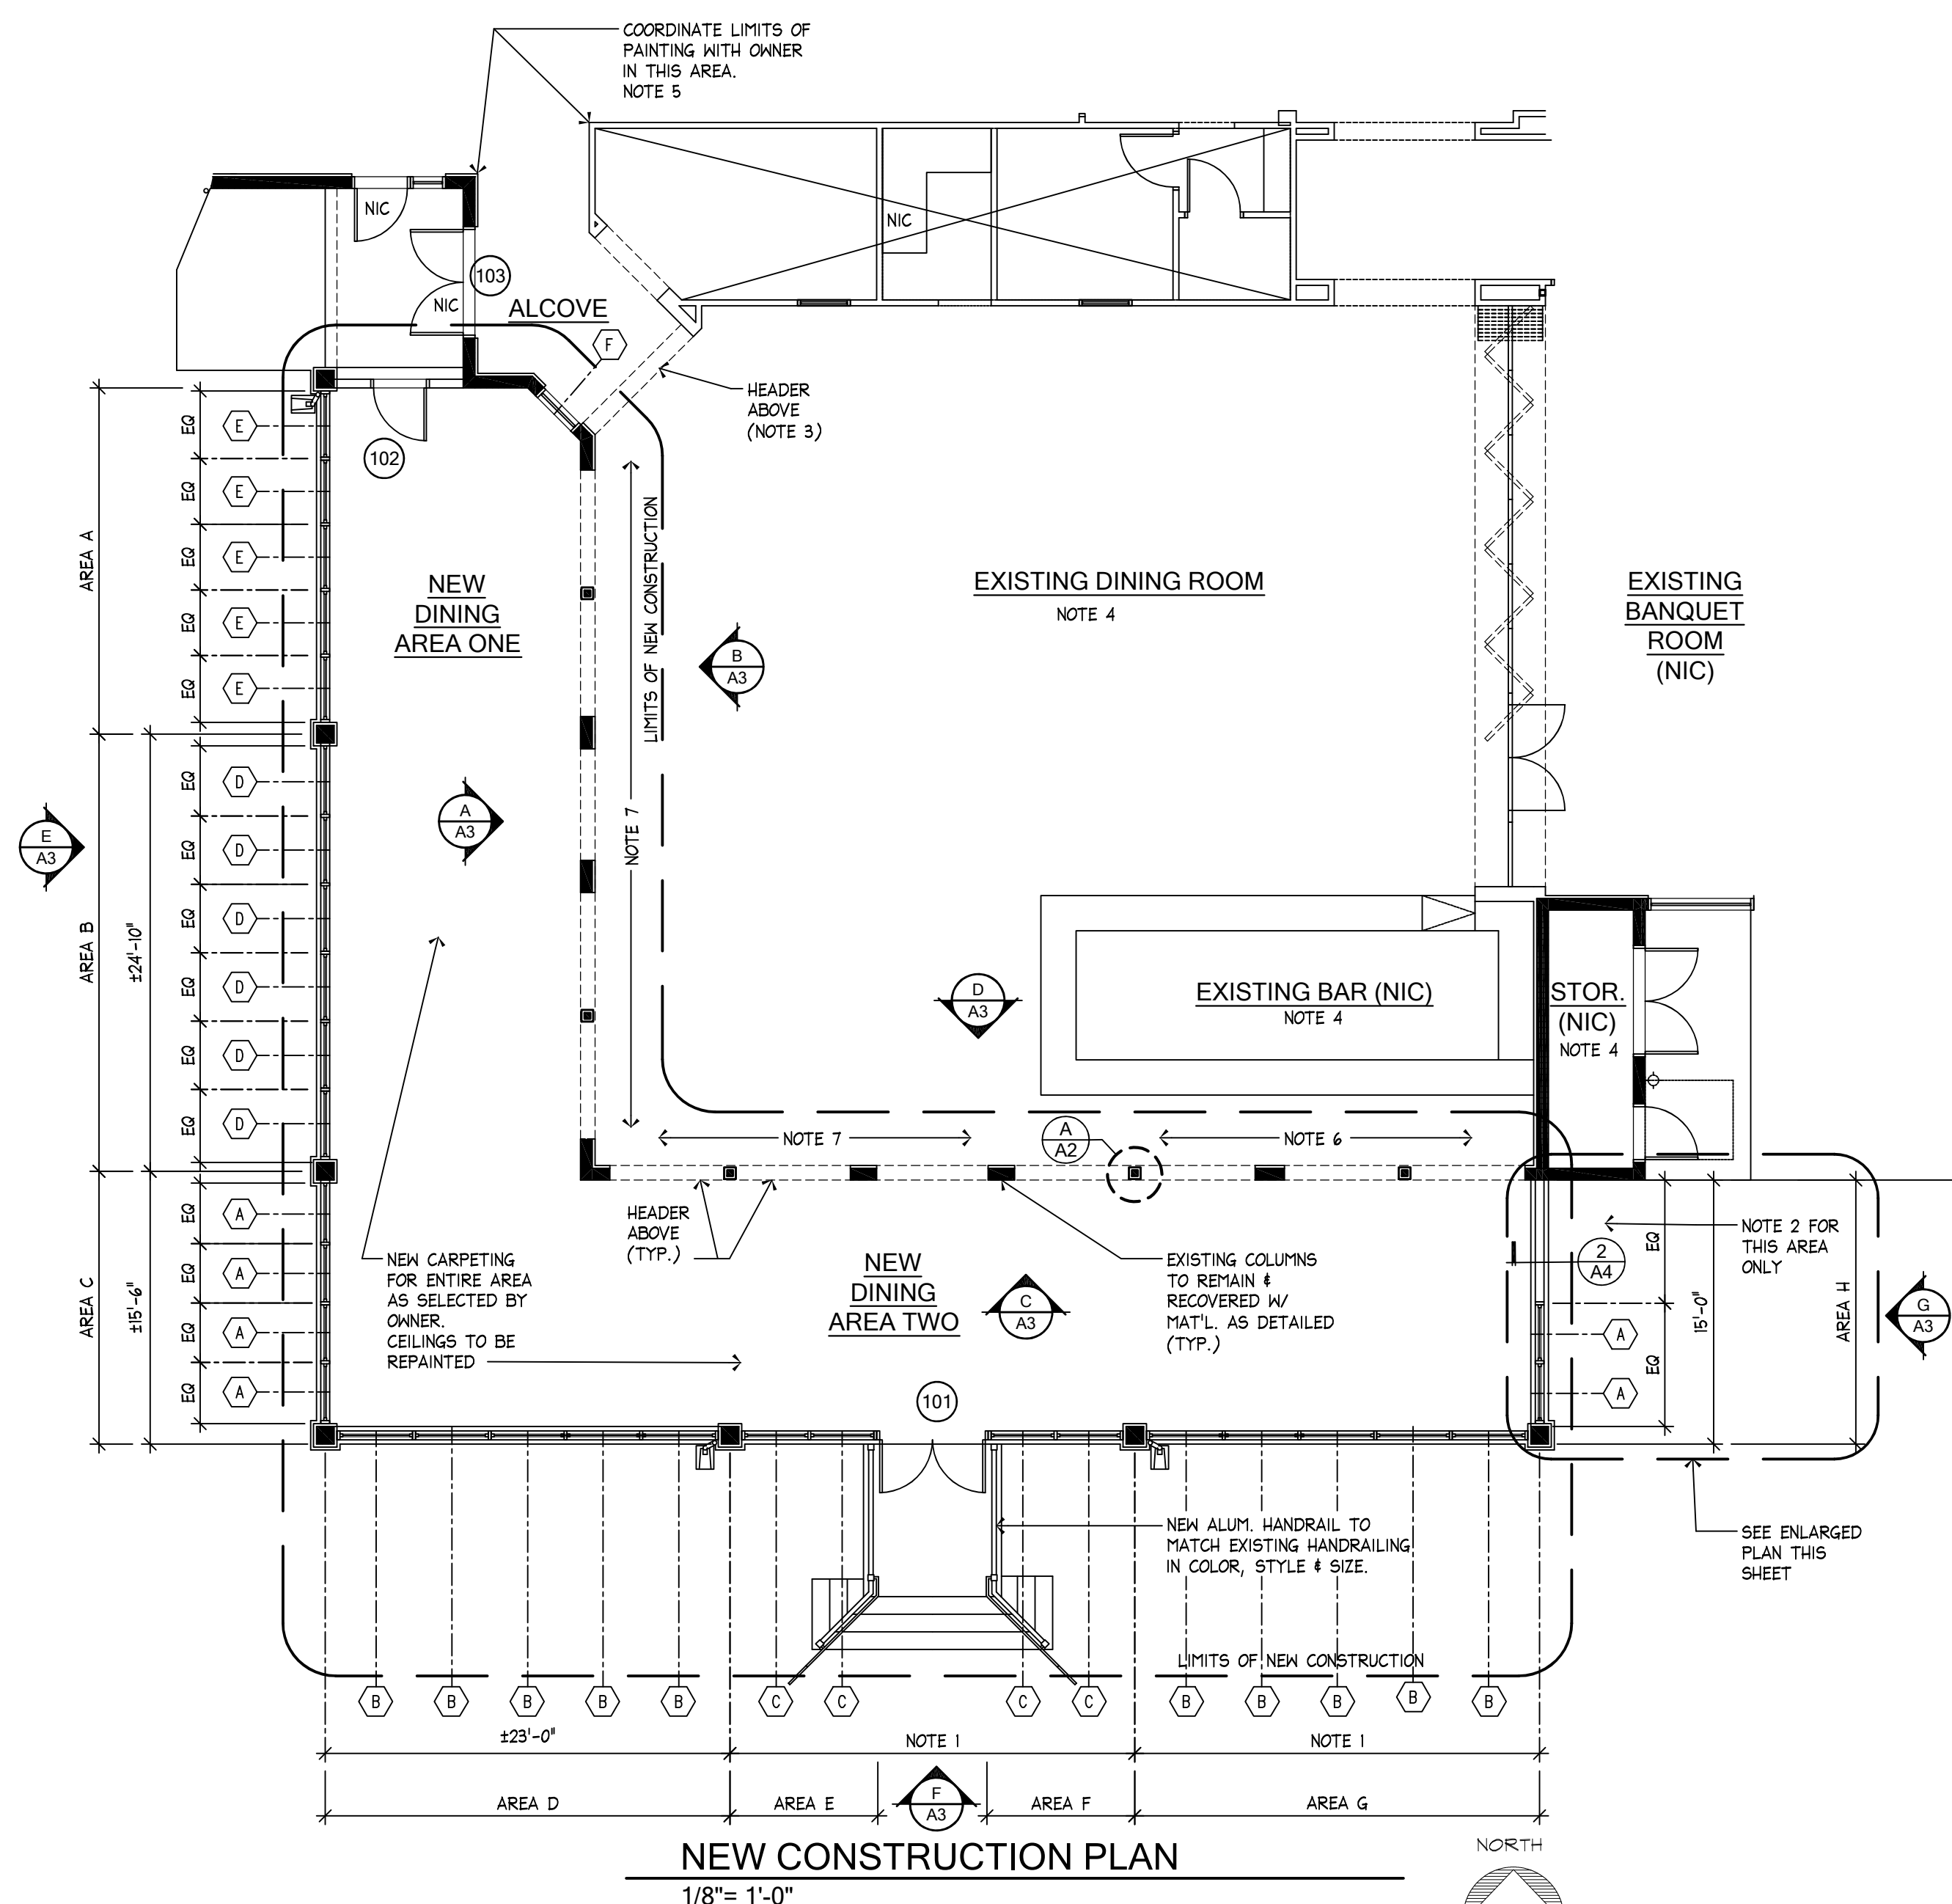 COORDINATE LIMITS OF
PAINTING WITH OWNER
IN THIS AREA.
NOTE 5
NIC
NIC
103
NIC
ALCOVE
F
HEADER
ABOVE
(NOTE 3)
102
EQ
E
EQ
E
EQ
E
EQ
E
EQ
E
AREA A
NEW
DINING
AREA ONE
LIMITS OF NEW CONSTRUCTION
EXISTING DINING ROOM
NOTE 4
EXISTING
BANQUET
ROOM
(NIC)
B
A3
A
A3
E
A3
NOTE 7
EQ
D
EQ
D
EQ
D
EQ
D
EQ
D
EQ
D
AREA B
±24'-10"
D
A3
EXISTING BAR (NIC)
NOTE 4
STOR.
(NIC)
NOTE 4
NOTE 7
A
A2
NOTE 6
EQ
A
EQ
A
EQ
A
EQ
A
AREA C
±15'-6"
HEADER
ABOVE
(TYP.)
NEW CARPETING
FOR ENTIRE AREA
AS SELECTED BY
OWNER.
CEILINGS TO BE
REPAINTED
NEW
DINING
AREA TWO
C
A3
EXISTING COLUMNS
TO REMAIN &
RECOVERED W/
MAT'L. AS DETAILED
(TYP.)
2
A4
EQ
EQ
A
A
15'-0"
NOTE 2 FOR
THIS AREA
ONLY
AREA H
G
A3
101
NEW ALUM. HANDRAIL TO
MATCH EXISTING HANDRAILING
IN COLOR, STYLE & SIZE.
SEE ENLARGED
PLAN THIS
SHEET
LIMITS OF NEW CONSTRUCTION
B
B
B
B
B
C
C
C
C
B
B
B
B
B
±23'-0"
NOTE 1
NOTE 1
AREA D
AREA E
F
A3
AREA F
AREA G
NEW CONSTRUCTION PLAN
1/8"= 1'-0"
NORTH